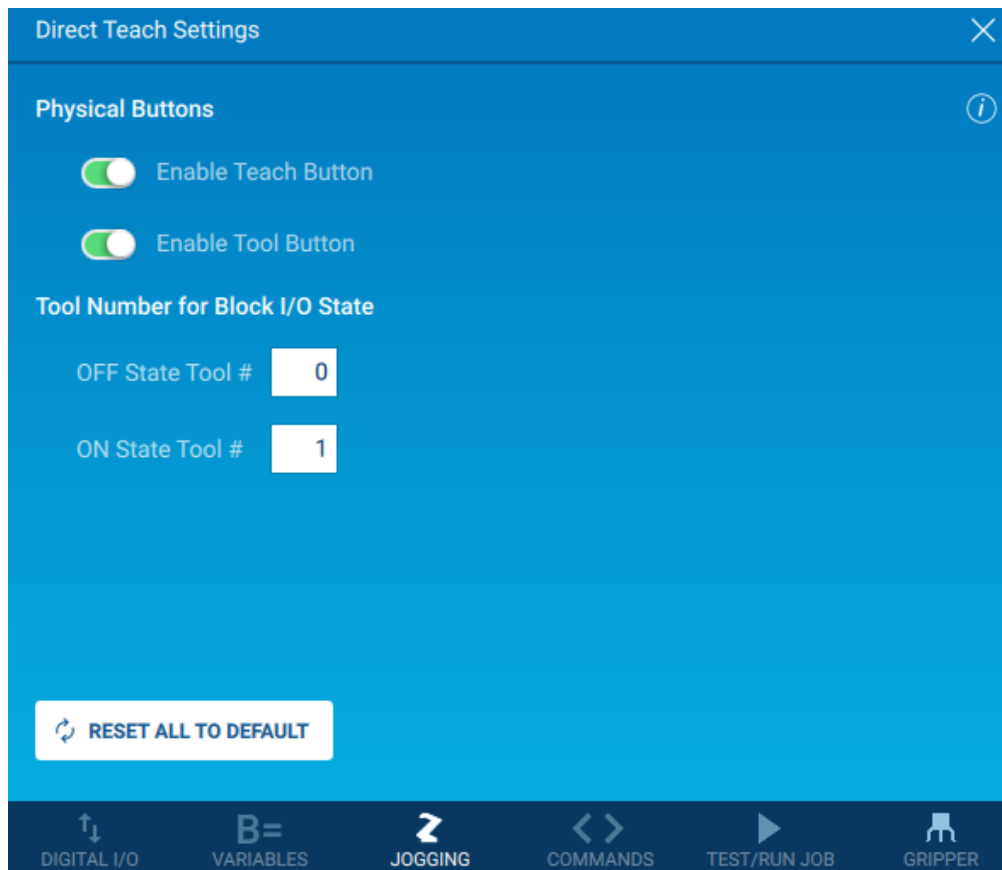 Direct Teach Settings
Physical Buttons
Enable Teach Button
Enable Tool Button
Tool Number for Block I/O State
OFF State Tool # 0
ON State Tool # 1
RESET ALL TO DEFAULT
B=
DIGITAL I/O VARIABLES JOGGING COMMANDS TEST/RUN JOB GRIPPER